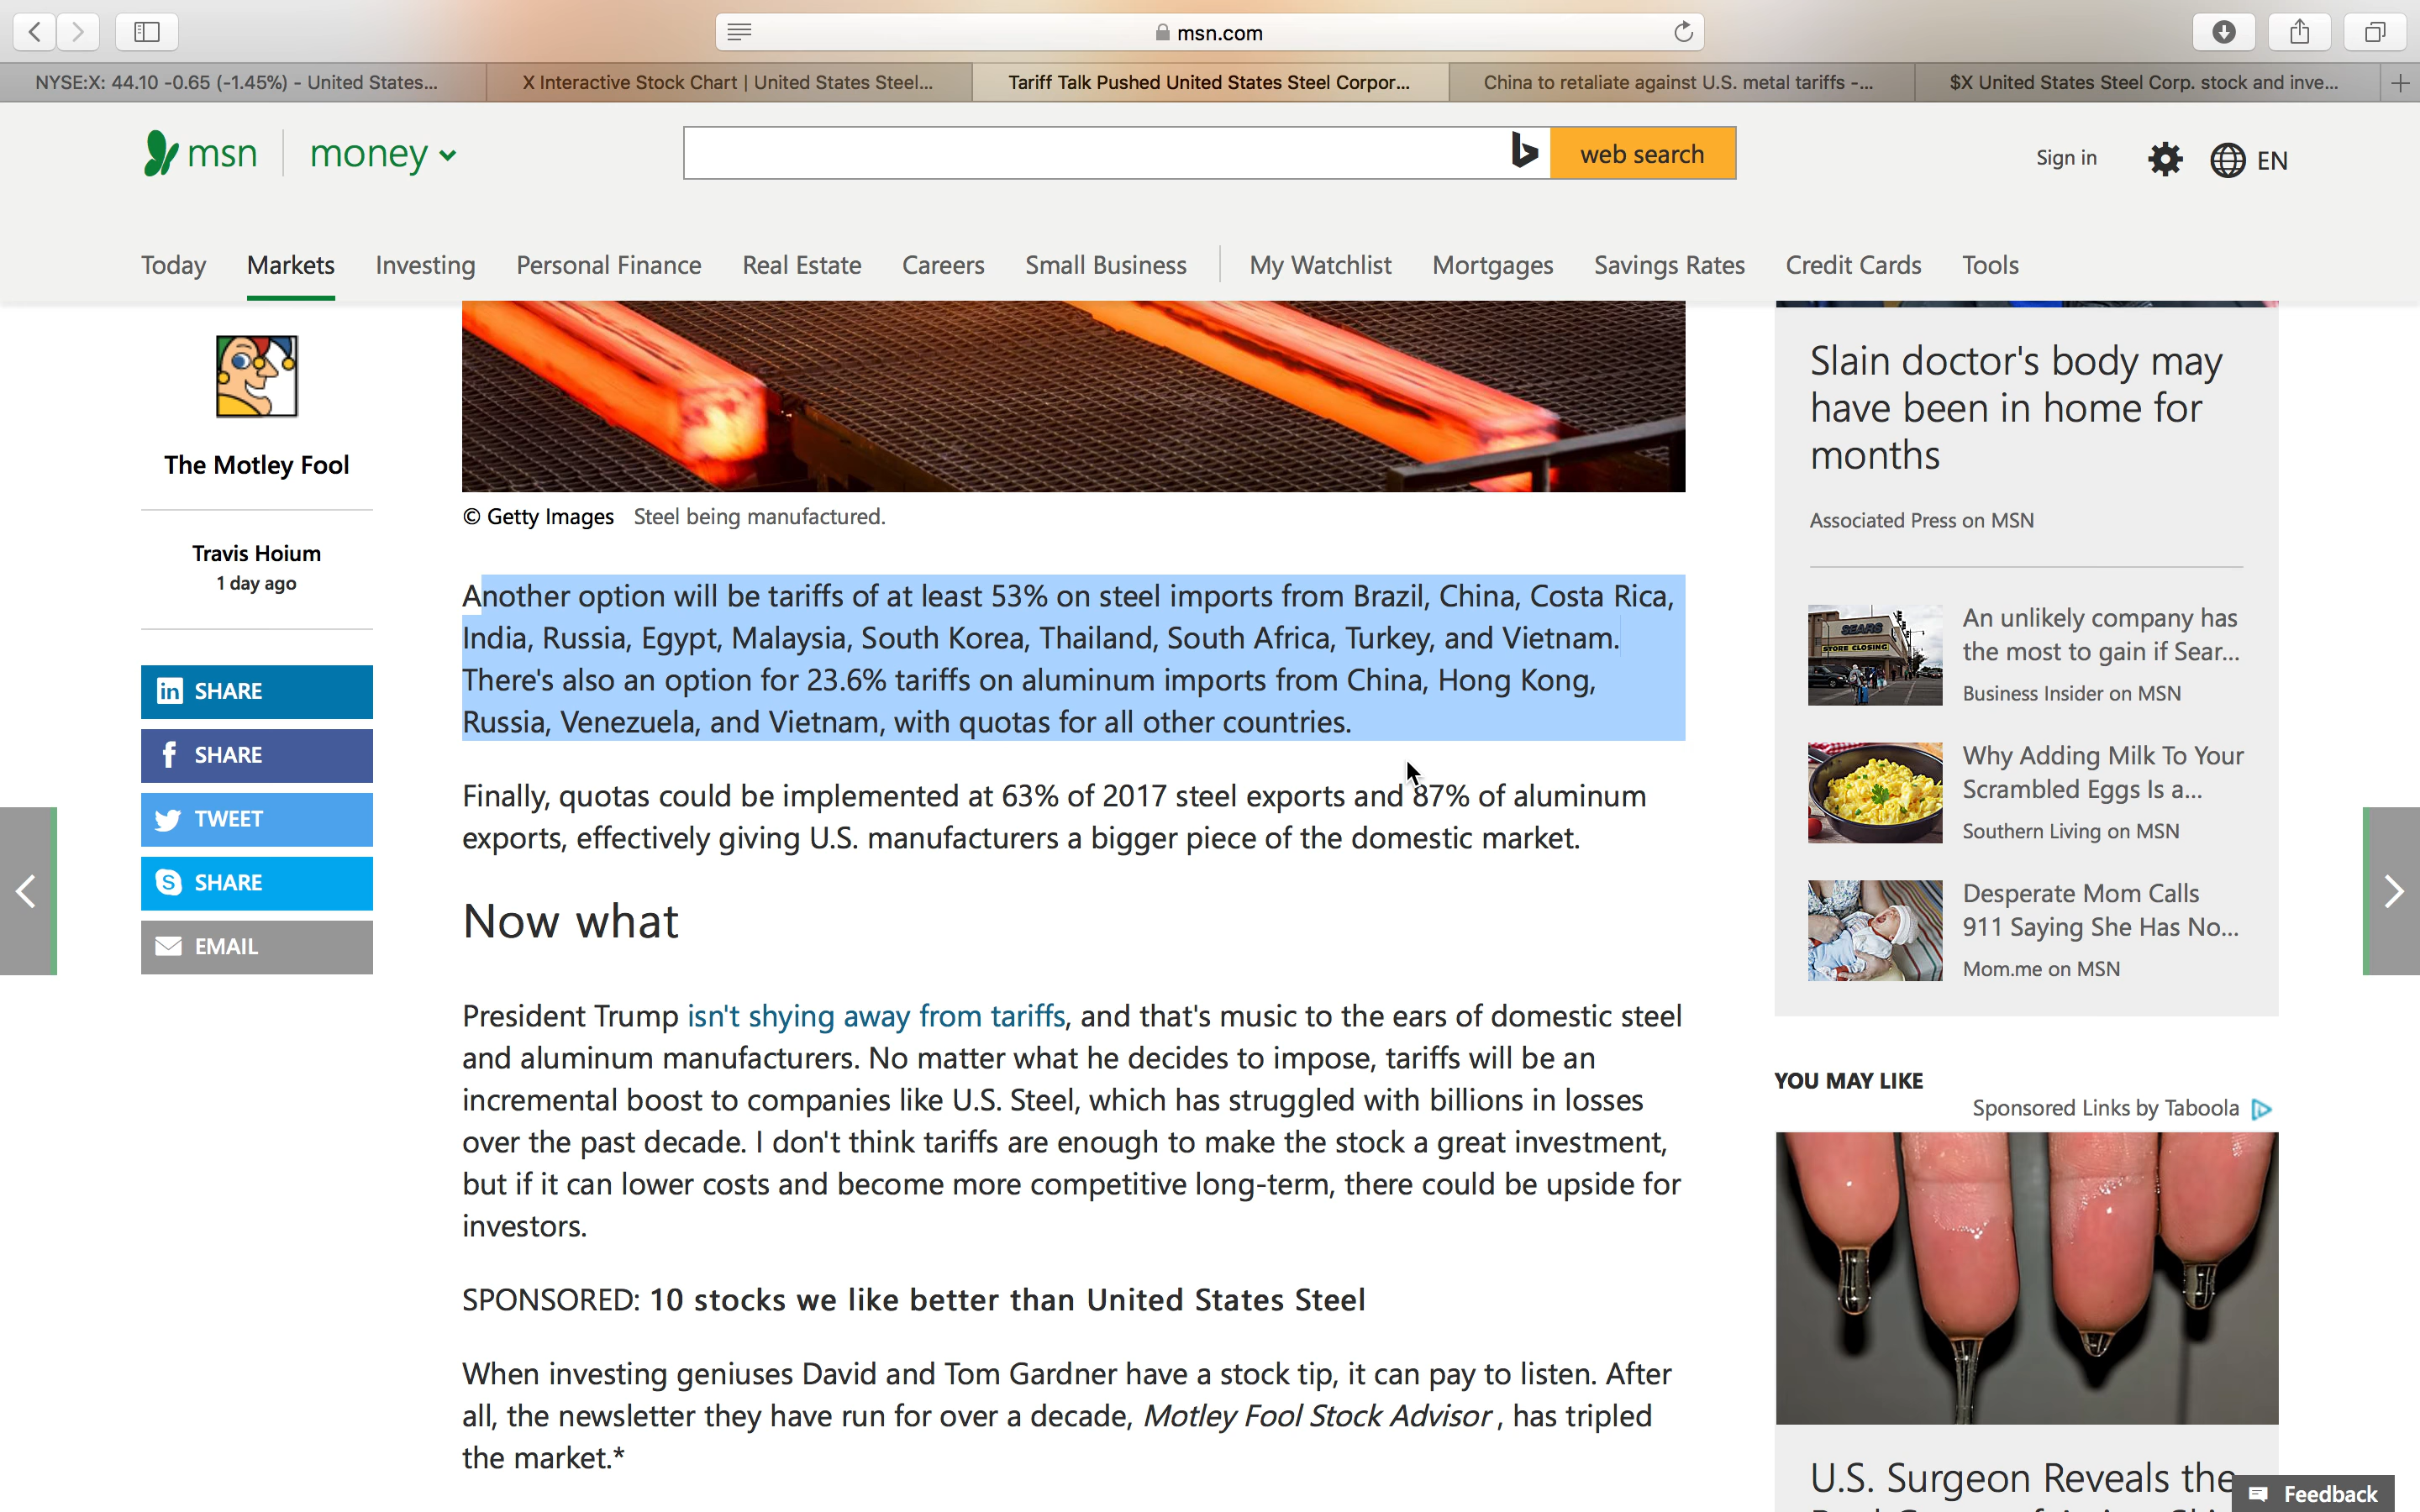 msn.com
NYSE:X: 44.10 -0.65 (-1.45%) - United States...
X Interactive Stock Chart | United States Steel...
Tariff Talk Pushed United States Steel Corpor...
China to retaliate against U.S. metal tariffs -...
$X United States Steel Corp. stock and inve...
msn
money
web search
Sign in
EN
Today
Markets
Investing
Personal Finance
Real Estate
Careers
Small Business
My Watchlist
Mortgages
Savings Rates
Credit Cards
Tools
The Motley Fool
Travis Hoium
1 day ago
SHARE
SHARE
TWEET
SHARE
EMAIL
© Getty Images Steel being manufactured.
Another option will be tariffs of at least 53% on steel imports from Brazil, China, Costa Rica,
India, Russia, Egypt, Malaysia, South Korea, Thailand, South Africa, Turkey, and Vietnam.
There's also an option for 23.6% tariffs on aluminum imports from China, Hong Kong,
Russia, Venezuela, and Vietnam, with quotas for all other countries.
Finally, quotas could be implemented at 63% of 2017 steel exports and 87% of aluminum
exports, effectively giving U.S. manufacturers a bigger piece of the domestic market.
Now what
President Trump isn't shying away from tariffs, and that's music to the ears of domestic steel
and aluminum manufacturers. No matter what he decides to impose, tariffs will be an
incremental boost to companies like U.S. Steel, which has struggled with billions in losses
over the past decade. I don't think tariffs are enough to make the stock a great investment,
but if it can lower costs and become more competitive long-term, there could be upside for
investors.
SPONSORED: 10 stocks we like better than United States Steel
When investing geniuses David and Tom Gardner have a stock tip, it can pay to listen. After
all, the newsletter they have run for over a decade, Motley Fool Stock Advisor, has tripled
the market.*
Slain doctor's body may
have been in home for
months
Associated Press on MSN
SEARS
STORE CLOSING
An unlikely company has
the most to gain if Sear...
Business Insider on MSN
Why Adding Milk To Your
Scrambled Eggs Is a...
Southern Living on MSN
Desperate Mom Calls
911 Saying She Has No...
Mom.me on MSN
YOU MAY LIKE
Sponsored Links by Taboola
U.S. Surgeon Reveals the
Feedback